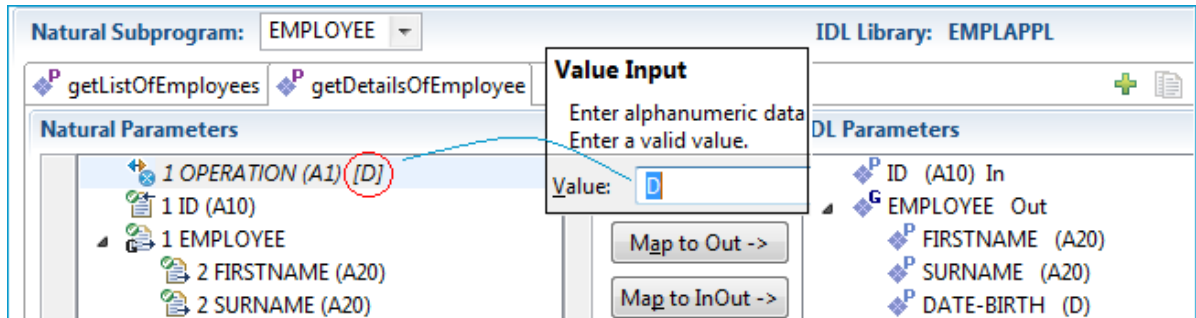 Natural Subprogram: EMPLOYEE IDL Library: EMPLAPPL
getListOfEmployees getDetailsOfEmployee
Value Input
Enter alphanumeric data
Enter a valid value.
Value: D
Natural Parameters
1 OPERATION (A1) [D]
1 ID (A10)
1 EMPLOYEE
2 FIRSTNAME (A20)
2 SURNAME (A20)
Map to Out ->
Map to InOut ->
DL Parameters
ID (A10) In
EMPLOYEE Out
FIRSTNAME (A20)
SURNAME (A20)
DATE-BIRTH (D)